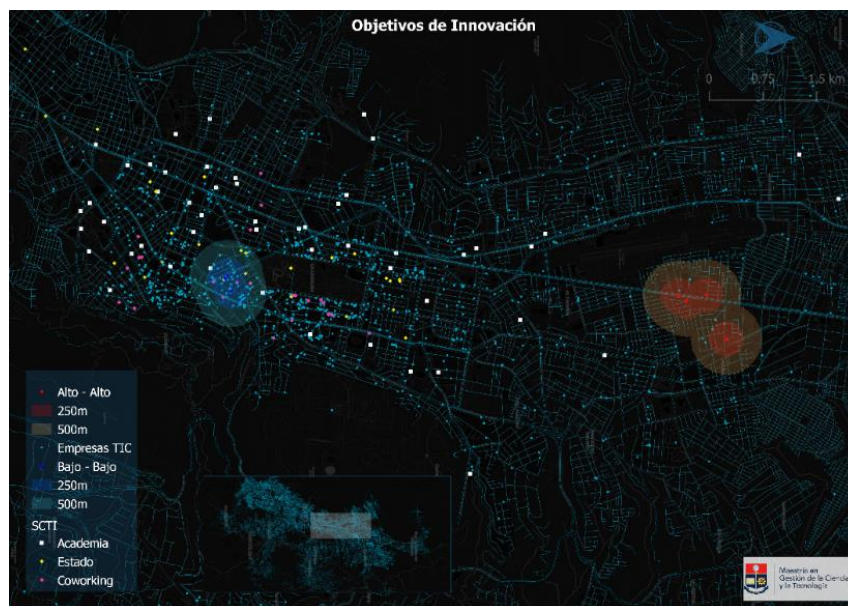 Objetivos de Innovación
0 0.75 1.5 km
Alto - Alto
250m
500m
Empresas TIC
Bajo - Bajo
250m
500m
SCTI
Academia
Estado
Coworking
Maestría en
Gestión de la Ciencia
y la Tecnología